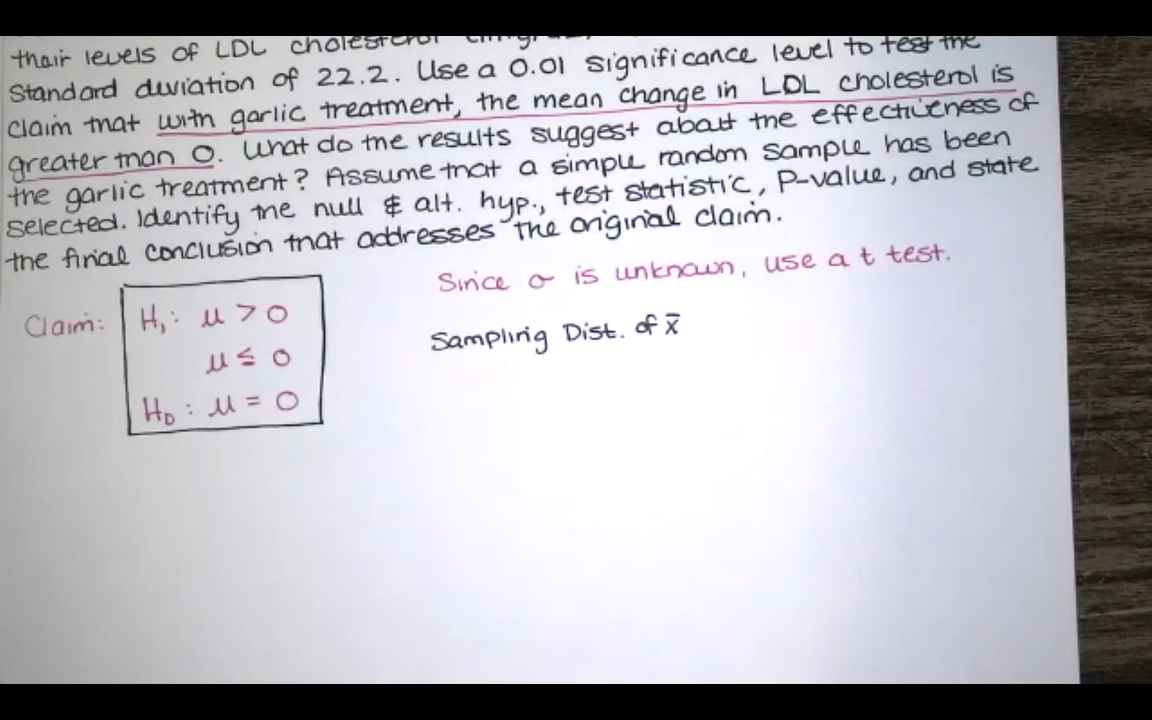 their levels of LDL cholesterol
Standard deviation of 22.2. Use a 0.01 significance level to test the
claim that with garlic treatment, the mean change in LDL cholesterol is
greater than 0. What do the results suggest about the effectiveness of
the garlic treatment? Assume that a simple random sample has been
selected. Identify the null & alt. hyp., test statistic, P-value, and state
the final conclusion that addresses the original claim.
Since σ is unknown, use a t test.
Claim: H₁: μ > 0
μ ≤ 0
H₀: μ = 0
Sampling Dist. of x̄